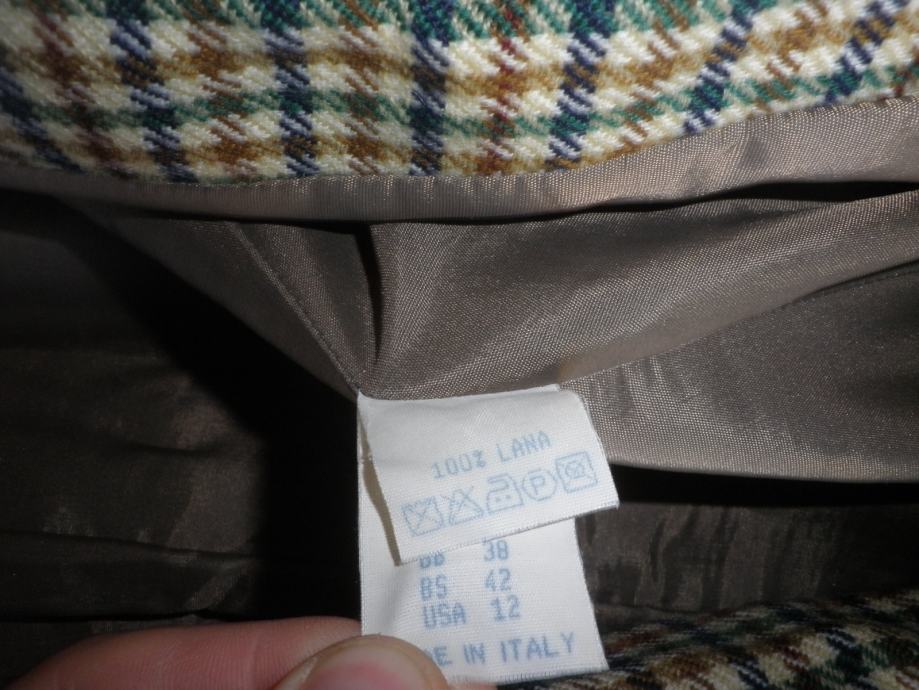 100% LANA
P
38
BS 42
USA 12
E IN ITALY